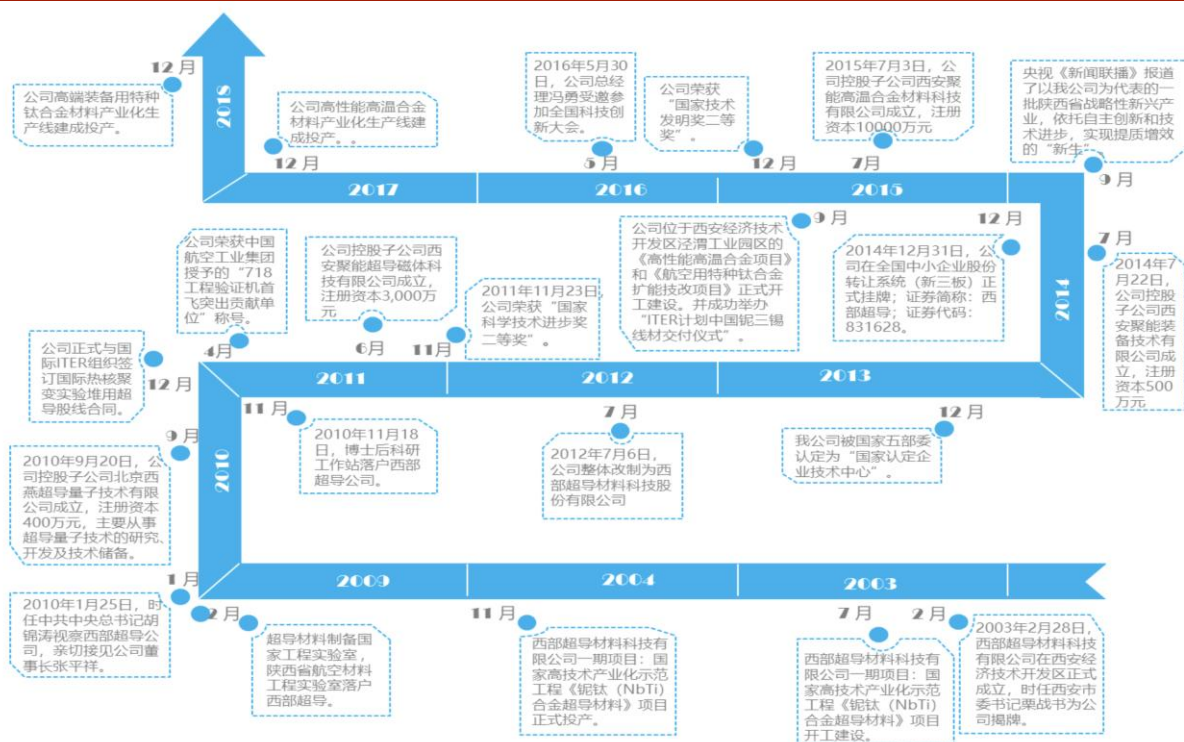 12 月
公司高端装备用特种
钛合金材料产业化生
产线建成投产。
2018
公司高性能高温合金
材料产业化生产线建
成投产。。
12 月
2016年5月30
日，公司总经
理冯勇受邀参
加全国科技创
新大会。
5 月
公司荣获
“国家技术
发明奖二等
奖”。
12 月
2015年7月3日，公
司控股子公司西安聚
能高温合金材料科技
有限公司成立，注册
资本10000万元
7月
央视《新闻联播》报道
了以我公司为代表的一
批陕西省战略性新兴产
业，依托自主创新和技
术进步，实现提质增效
的“新生”。
9 月
2017
2016
2015
公司荣获中国
航空工业集团
授予的“718
工程验证机首
飞突出贡献单
位”称号。
4月
公司控股子公司西
安聚能超导磁体科
技有限公司成立，
注册资本3,000万
元
6月
2011年11月23日，
公司荣获“国家
科学技术进步奖
二等奖”。
11月
公司位于西安经济技术
开发区泾渭工业园区的
《高性能高温合金项目》
和《航空用特种钛合金
扩能技改项目》正式开
工建设。并成功举办
“ITER计划中国铌三锡
线材交付仪式”。
9 月
12 月
2014年12月31日，公
司在全国中小企业股份
转让系统（新三板）正
式挂牌；证券简称：西
部超导；证券代码：
831628。
2014
7 月
2014年7
月22日，
公司控股
子公司西
安聚能装
备技术有
限公司成
立，注册
资本500
万元
公司正式与国
际ITER组织签
订国际热核聚
变实验堆用超
导股线合同。
12 月
2011
2012
2013
11 月
2010年11月18
日，博士后科研
工作站落户西部
超导公司。
7 月
2012年7月6日，
公司整体改制为西
部超导材料科技股
份有限公司
12 月
我公司被国家五部委
认定为“国家认定企
业技术中心”。
9 月
2010年9月20日，公
司控股子公司北京西
燕超导量子技术有限
公司成立，注册资本
400万元，主要从事
超导量子技术的研究、
开发及技术储备。
2010
1 月
2010年1月25日，时
任中共中央总书记胡
锦涛视察西部超导公
司，亲切接见公司董
事长张平祥。
2009
2004
2003
2月
超导材料制备国
家工程实验室，
陕西省航空材料
工程实验室落户
西部超导。
11 月
西部超导材料科技有
限公司一期项目：国
家高技术产业化示范
工程《铌钛（NbTi）
合金超导材料》项目
正式投产。
7 月
西部超导材料科技有
限公司一期项目：国
家高技术产业化示范
工程《铌钛（NbTi）
合金超导材料》项目
开工建设。
2 月
2003年2月28日，
西部超导材料科技
有限公司在西安经
济技术开发区正式
成立，时任西安市
委书记栗战书为公
司揭牌。